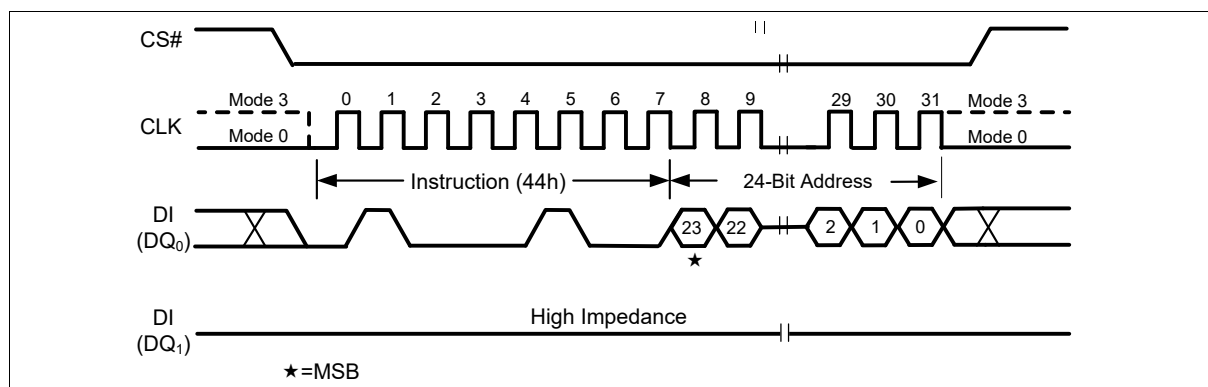 CS#
Mode 3 0 1 2 3 4 5 6 7 8 9 29 30 31 Mode 3
CLK
Mode 0 Mode 0
Instruction (44h) 24-Bit Address
DI
(DQ0) 23 22 2 1 0
★
DI High Impedance
(DQ1)
★=MSB